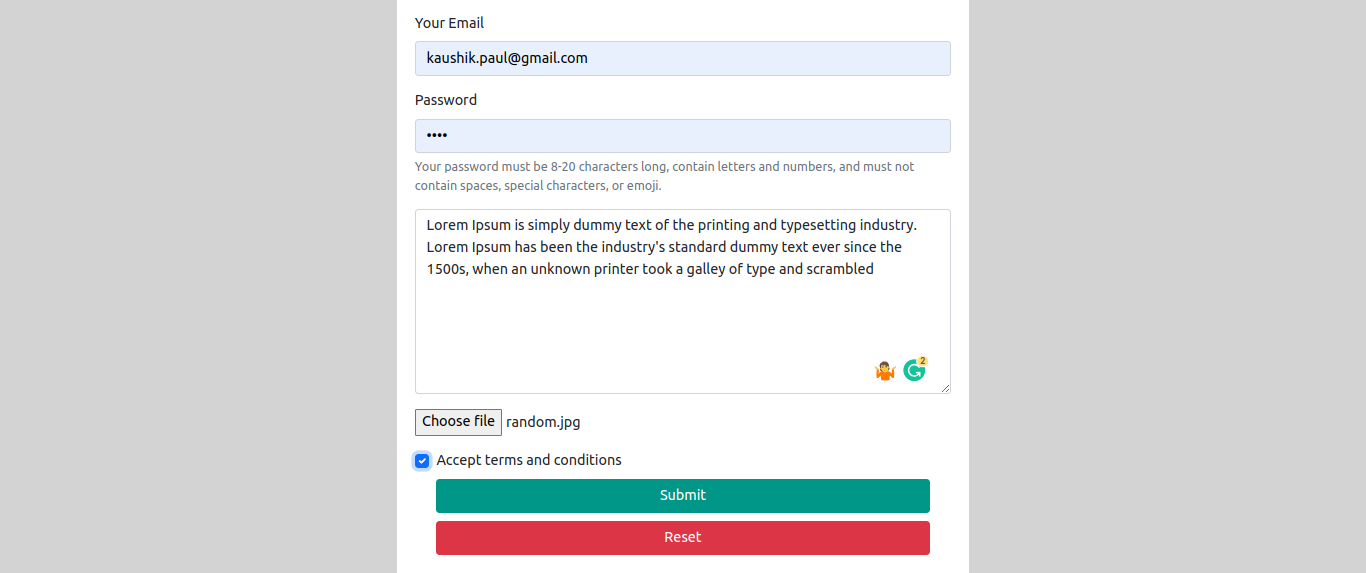 Your Email
kaushik.paul@gmail.com
Password
••••
Your password must be 8-20 characters long, contain letters and numbers, and must not
contain spaces, special characters, or emoji.
Lorem Ipsum is simply dummy text of the printing and typesetting industry.
Lorem Ipsum has been the industry's standard dummy text ever since the
1500s, when an unknown printer took a galley of type and scrambled
2
Choose file random.jpg
Accept terms and conditions
Submit
Reset